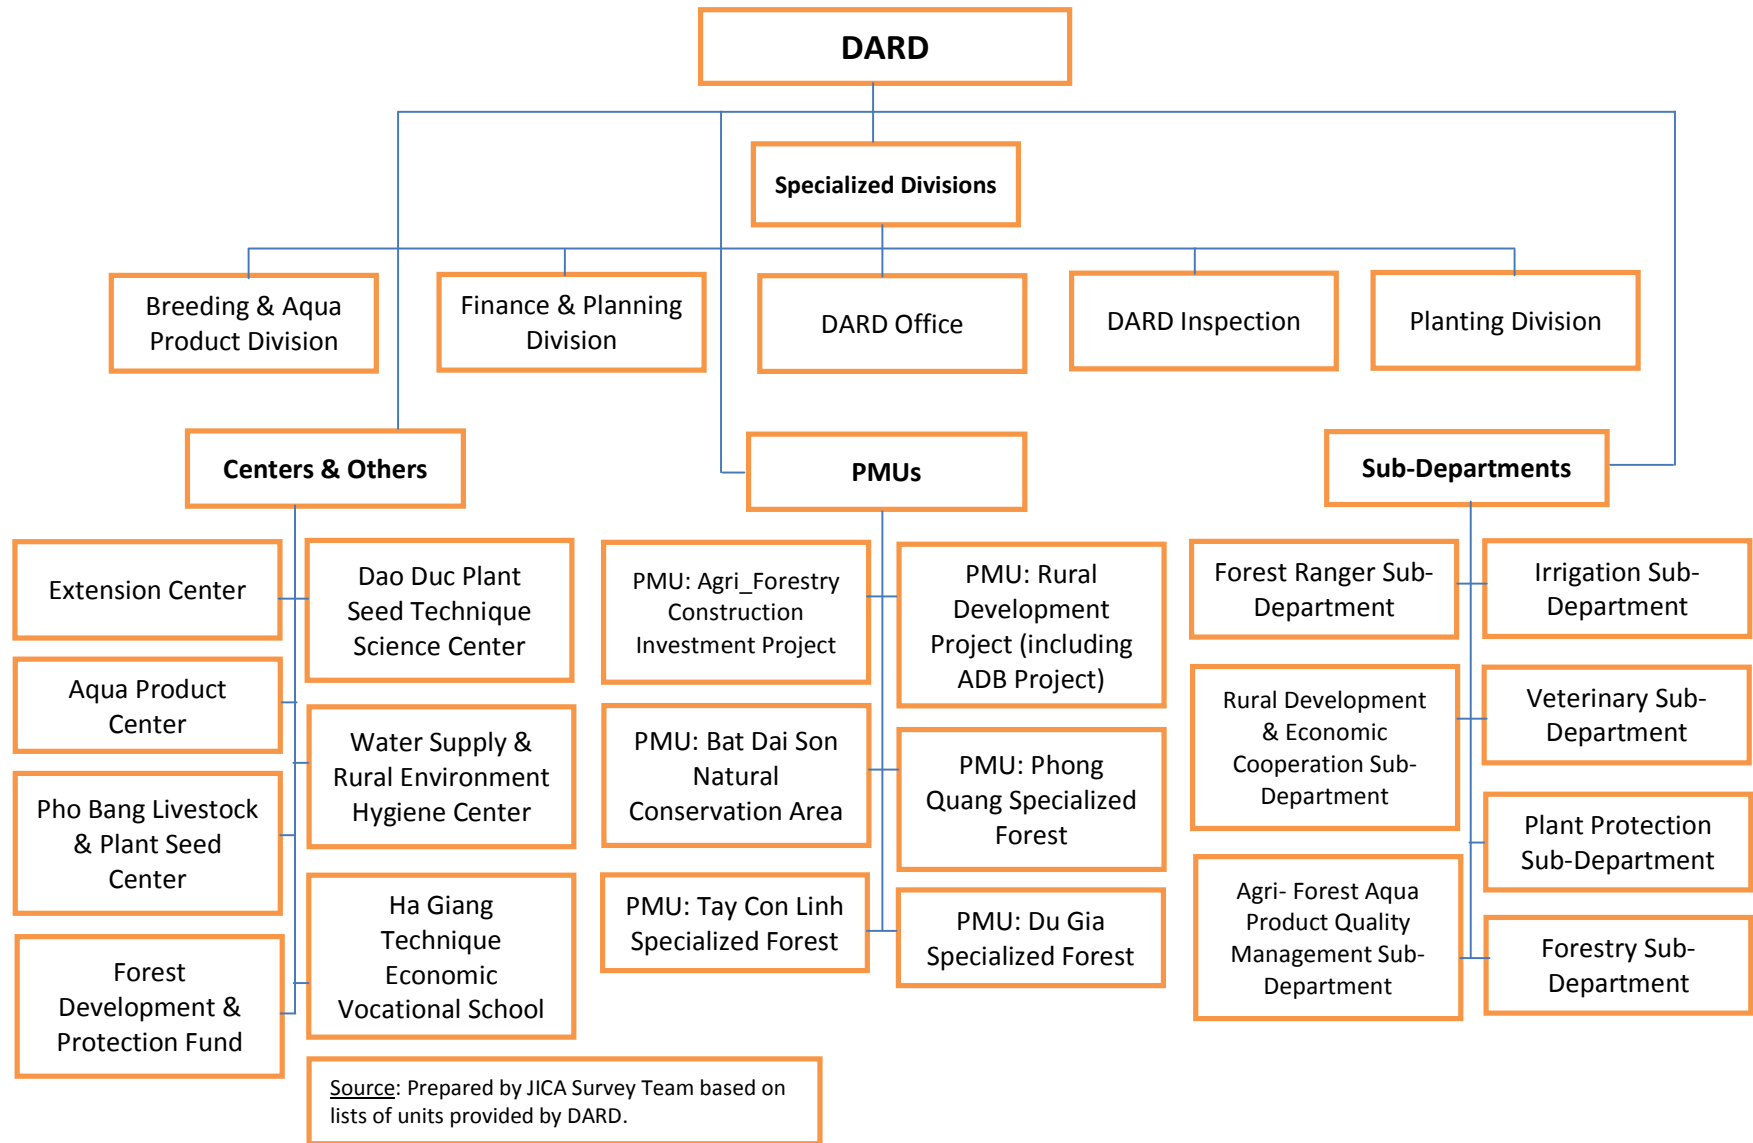 DARD
Specialized Divisions
Breeding & Aqua
Product Division
Finance & Planning
Division
DARD Office
DARD Inspection
Planting Division
Centers & Others
PMUs
Sub-Departments
Extension Center
Dao Duc Plant
Seed Technique
Science Center
Aqua Product
Center
Water Supply &
Rural Environment
Hygiene Center
Pho Bang Livestock
& Plant Seed
Center
Ha Giang
Technique
Economic
Vocational School
Forest
Development &
Protection Fund
PMU: Agri_Forestry
Construction
Investment Project
PMU: Rural
Development
Project (including
ADB Project)
PMU: Bat Dai Son
Natural
Conservation Area
PMU: Phong
Quang Specialized
Forest
PMU: Tay Con Linh
Specialized Forest
PMU: Du Gia
Specialized Forest
Forest Ranger Sub-
Department
Irrigation Sub-
Department
Rural Development
& Economic
Cooperation Sub-
Department
Veterinary Sub-
Department
Plant Protection
Sub-Department
Agri- Forest Aqua
Product Quality
Management Sub-
Department
Forestry Sub-
Department
Source: Prepared by JICA Survey Team based on
lists of units provided by DARD.